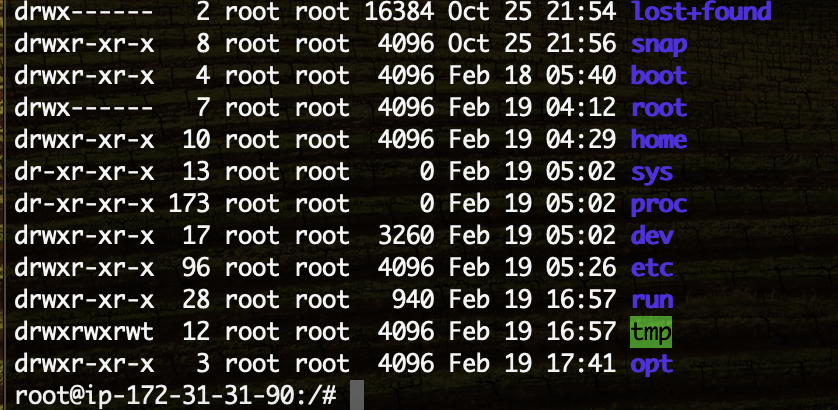 drwx------   2 root root 16384 Oct 25 21:54 lost+found
drwxr-xr-x   8 root root  4096 Oct 25 21:56 snap
drwxr-xr-x   4 root root  4096 Feb 18 05:40 boot
drwx------   7 root root  4096 Feb 19 04:12 root
drwxr-xr-x  10 root root  4096 Feb 19 04:29 home
dr-xr-xr-x  13 root root     0 Feb 19 05:02 sys
dr-xr-xr-x 173 root root     0 Feb 19 05:02 proc
drwxr-xr-x  17 root root  3260 Feb 19 05:02 dev
drwxr-xr-x  96 root root  4096 Feb 19 05:26 etc
drwxr-xr-x  28 root root   940 Feb 19 16:57 run
drwxrwxrwt  12 root root  4096 Feb 19 16:57 tmp
drwxr-xr-x   3 root root  4096 Feb 19 17:41 opt
root@ip-172-31-31-90:/#